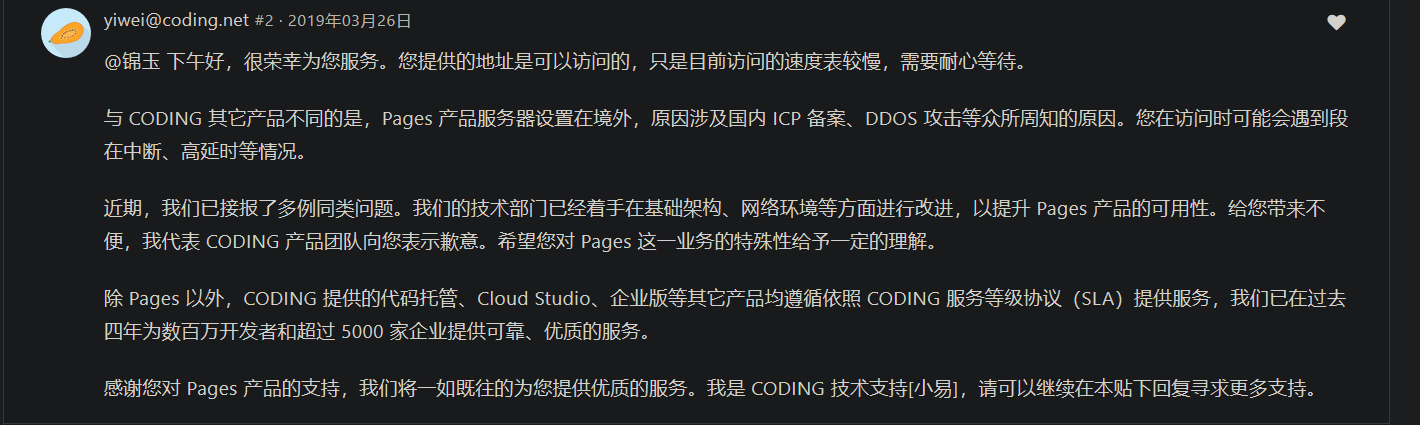 yiwei@coding.net #2 · 2019年03月26日
@锦玉 下午好，很荣幸为您服务。您提供的地址是可以访问的，只是目前访问的速度表较慢，需要耐心等待。
与 CODING 其它产品不同的是，Pages 产品服务器设置在境外，原因涉及国内 ICP 备案、DDOS 攻击等众所周知的原因。您在访问时可能会遇到段
在中断、高延时等情况。
近期，我们已接报了多例同类问题。我们的技术部门已经着手在基础架构、网络环境等方面进行改进，以提升 Pages 产品的可用性。给您带来不
便，我代表 CODING 产品团队向您表示歉意。希望您对 Pages 这一业务的特殊性给予一定的理解。
除 Pages 以外，CODING 提供的代码托管、Cloud Studio、企业版等其它产品均遵循依照 CODING 服务等级协议（SLA）提供服务，我们已在过去
四年为数百万开发者和超过 5000 家企业提供可靠、优质的服务。
感谢您对 Pages 产品的支持，我们将一如既往的为您提供优质的服务。我是 CODING 技术支持[小易]，请可以继续在本贴下回复寻求更多支持。